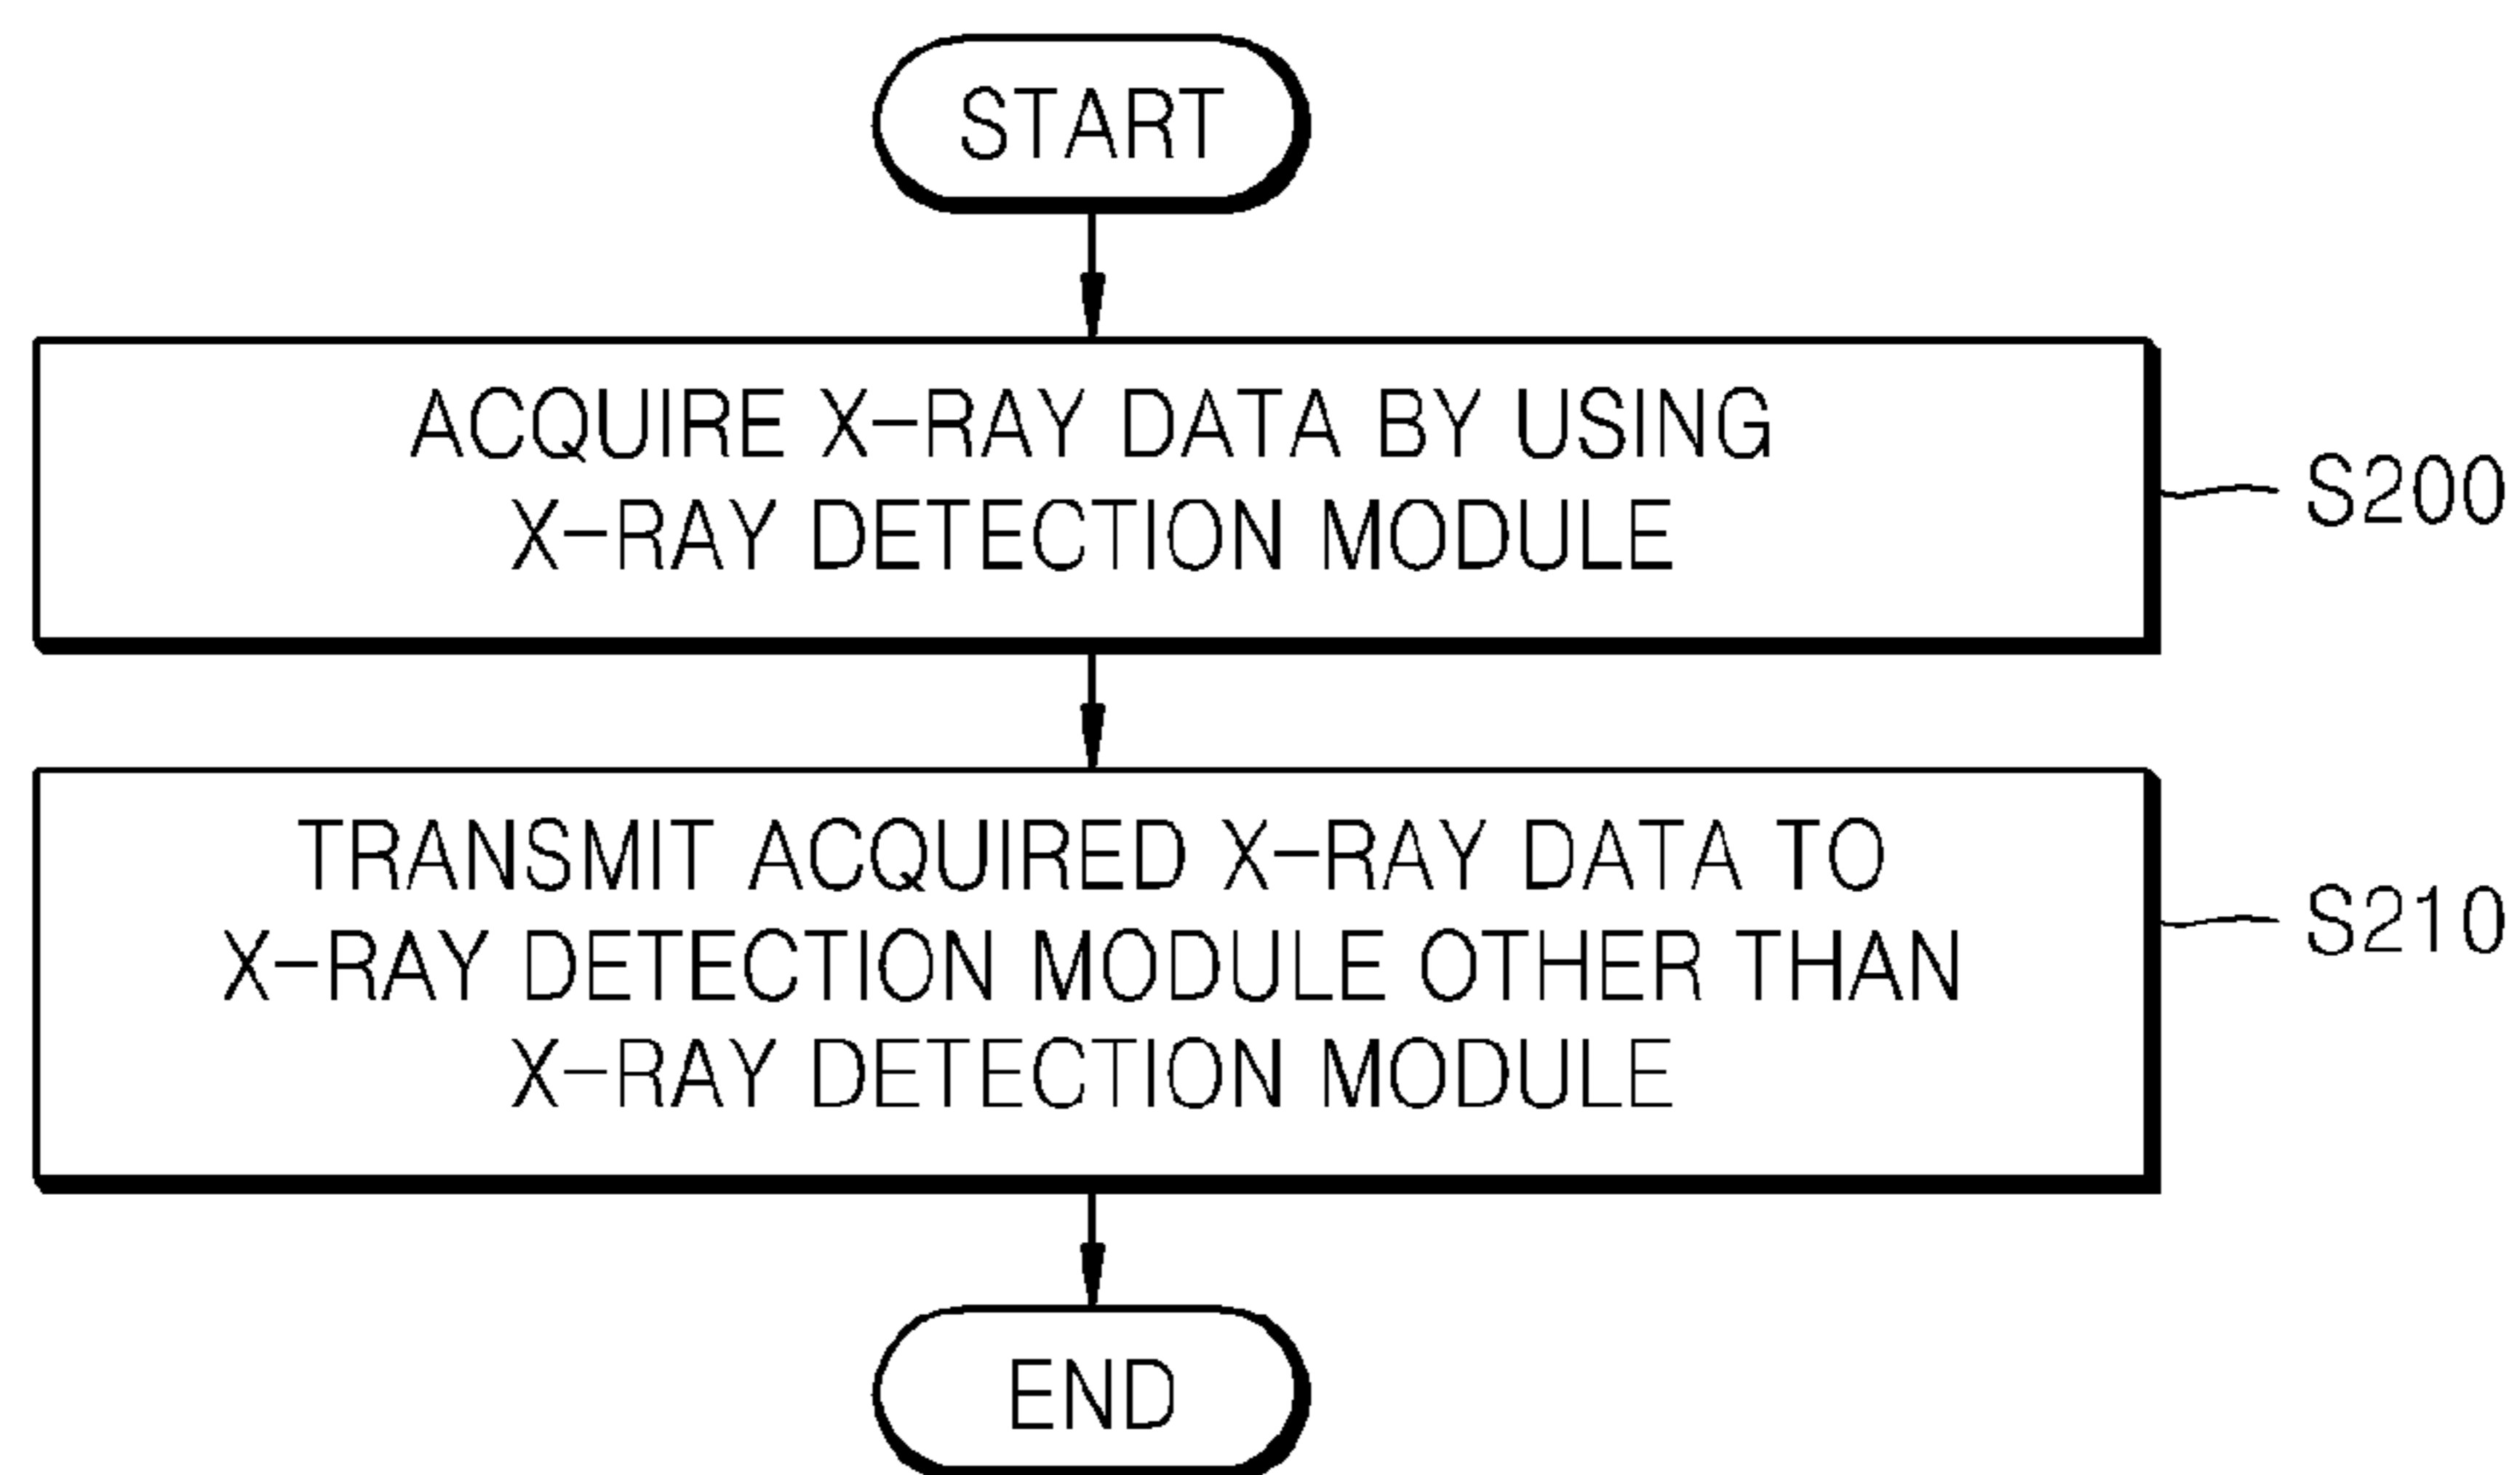 START
ACQUIRE X-RAY DATA BY USING
X-RAY DETECTION MODULE
S200
TRANSMIT ACQUIRED X-RAY DATA TO
X-RAY DETECTION MODULE OTHER THAN
X-RAY DETECTION MODULE
S210
END